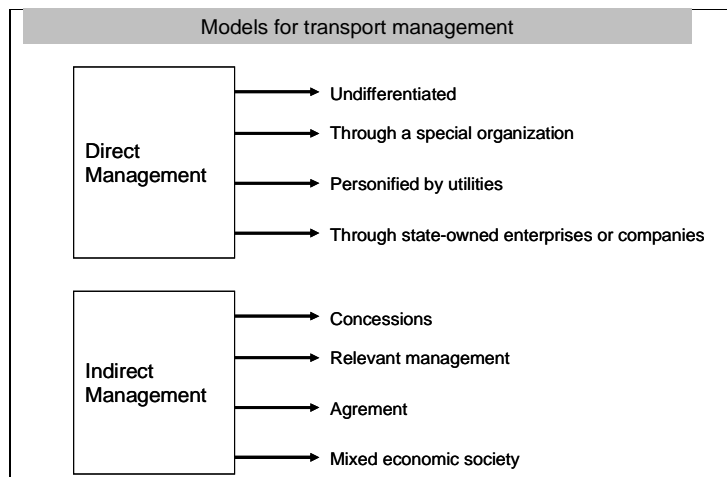 Models for transport management
Direct
Management
Undifferentiated
Through a special organization
Personified by utilities
Through state-owned enterprises or companies
Indirect
Management
Concessions
Relevant management
Agrement
Mixed economic society